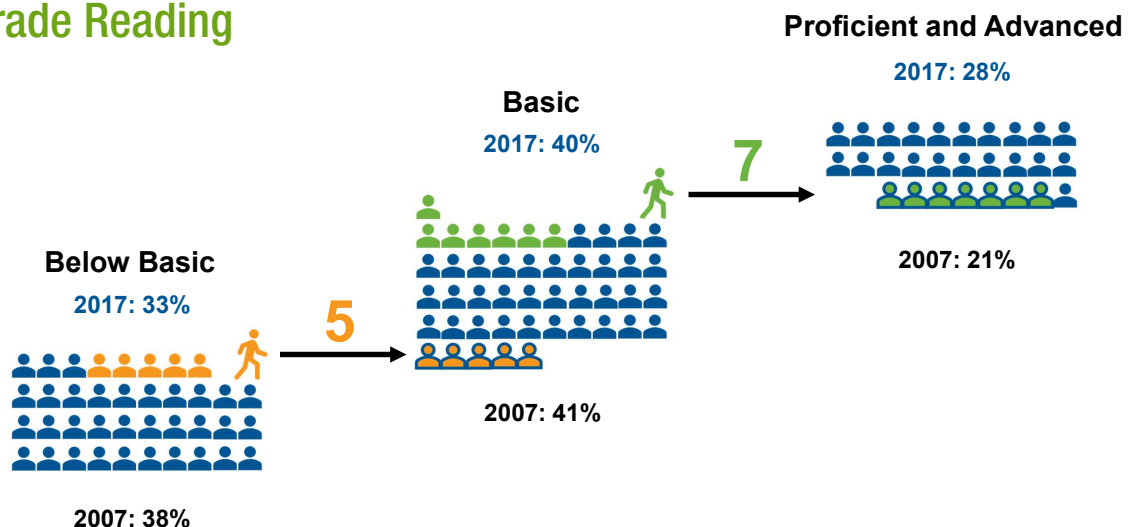 rade Reading
Proficient and Advanced
2017: 28%
Basic
2017: 40%
7
2007: 21%
Below Basic
2017: 33%
5
2007: 41%
2007: 38%